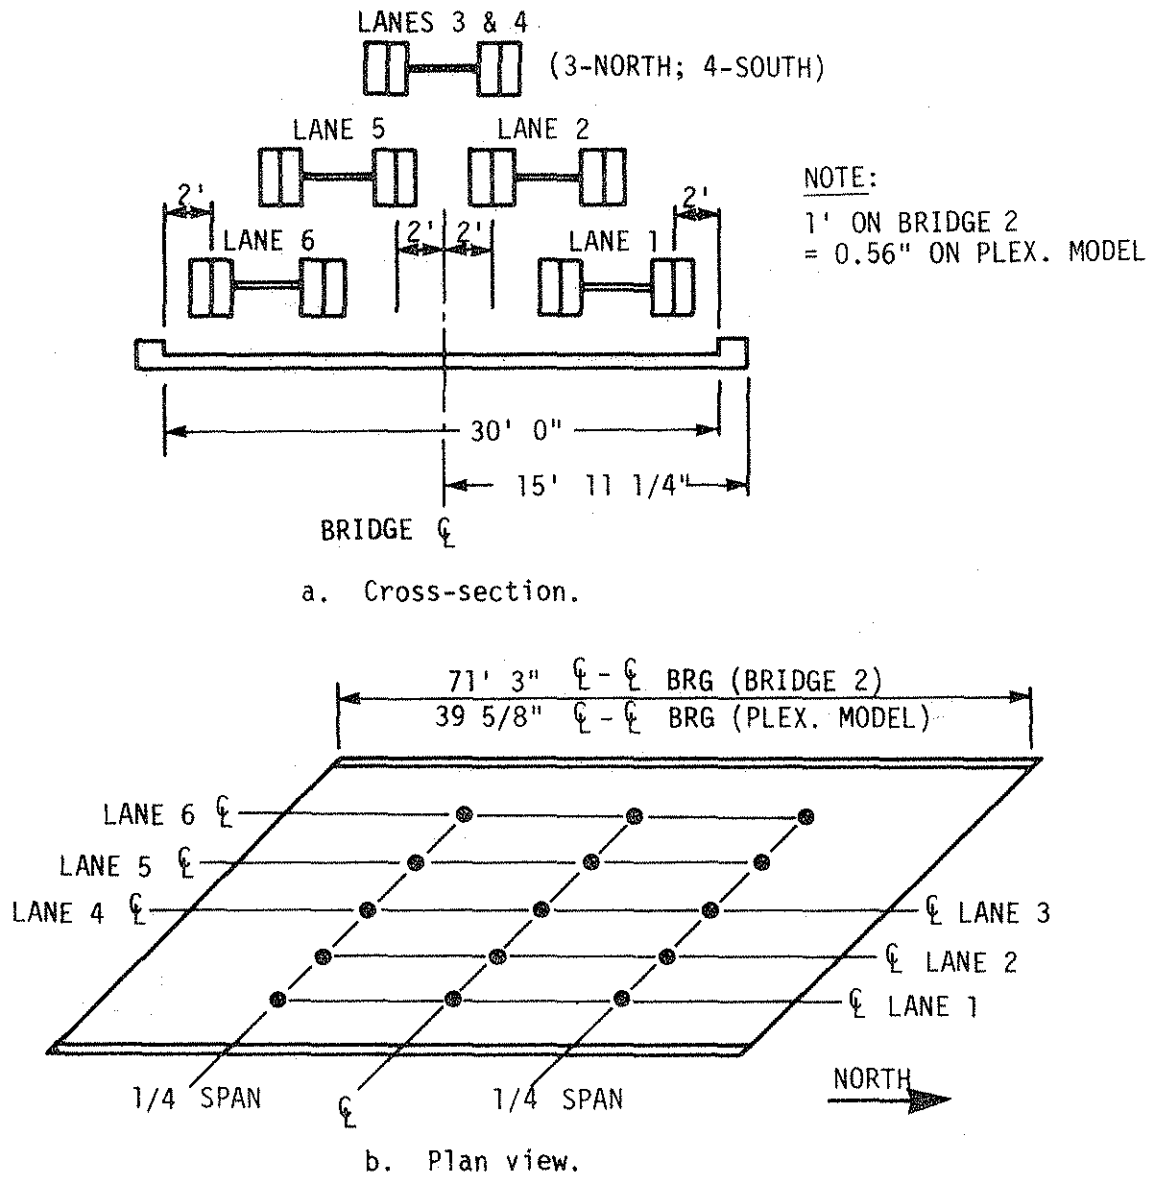 LANES 3 & 4
(3-NORTH; 4-SOUTH)
LANE 5
LANE 2
NOTE:
1' ON BRIDGE 2
= 0.56" ON PLEX. MODEL
2'
2'
2'
2'
LANE 6
LANE 1
30' 0"
15' 11 1/4"
BRIDGE ℄
a. Cross-section.
71' 3" ℄-℄ BRG (BRIDGE 2)
39 5/8" ℄-℄ BRG (PLEX. MODEL)
LANE 6 ℄
LANE 5 ℄
LANE 4 ℄
℄ LANE 3
℄ LANE 2
℄ LANE 1
1/4 SPAN
℄
1/4 SPAN
NORTH
b. Plan view.